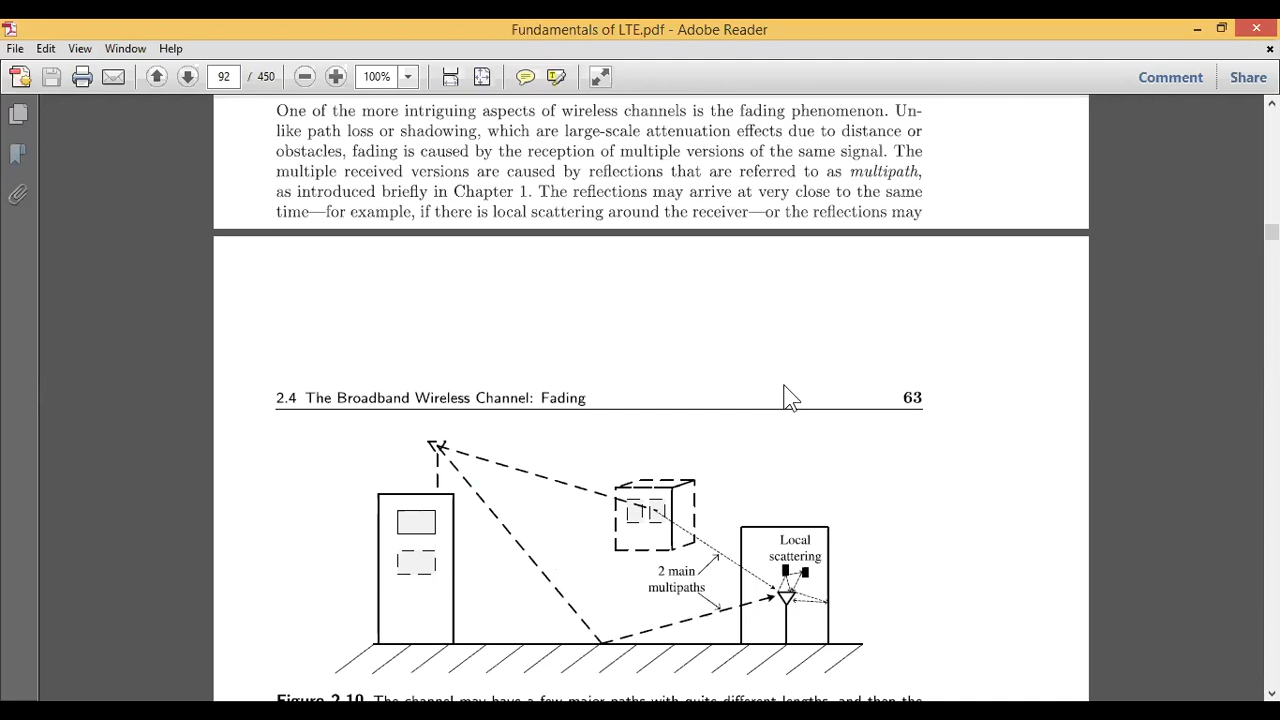 Fundamentals of LTE.pdf - Adobe Reader
File Edit View Window Help
92 / 450 100% Comment Share
One of the more intriguing aspects of wireless channels is the fading phenomenon. Un-
like path loss or shadowing, which are large-scale attenuation effects due to distance or
obstacles, fading is caused by the reception of multiple versions of the same signal. The
multiple received versions are caused by reflections that are referred to as multipath,
as introduced briefly in Chapter 1. The reflections may arrive at very close to the same
time—for example, if there is local scattering around the receiver—or the reflections may
2.4 The Broadband Wireless Channel: Fading 63
Local
scattering
2 main
multipaths
Figure 2.10 The channel may have a few major paths with quite different lengths, and then the